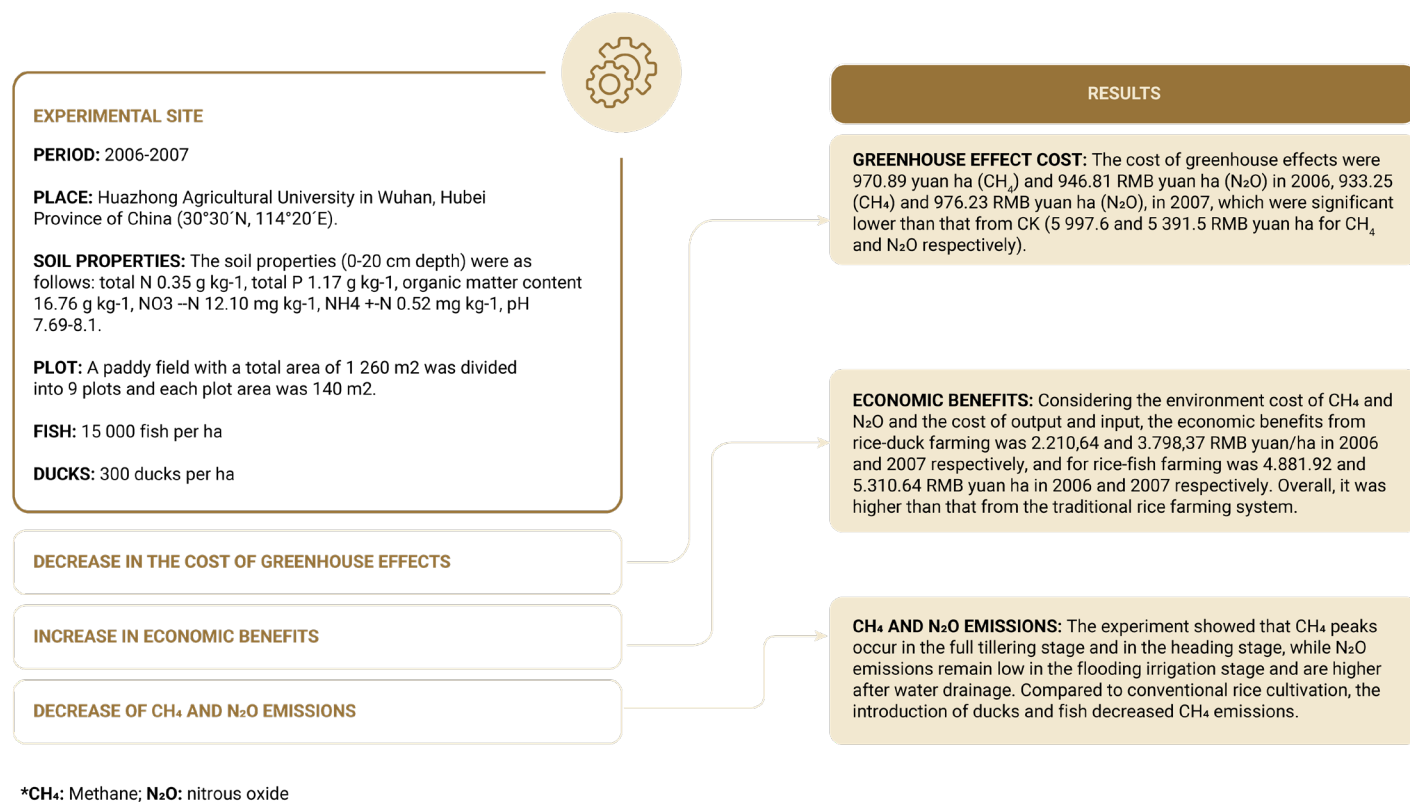 EXPERIMENTAL SITE
PERIOD: 2006-2007
PLACE: Huazhong Agricultural University in Wuhan, Hubei
Province of China (30°30´N, 114°20´E).
SOIL PROPERTIES: The soil properties (0-20 cm depth) were as
follows: total N 0.35 g kg-1, total P 1.17 g kg-1, organic matter content
16.76 g kg-1, NO3 --N 12.10 mg kg-1, NH4 +-N 0.52 mg kg-1, pH
7.69-8.1.
PLOT: A paddy field with a total area of 1 260 m2 was divided
into 9 plots and each plot area was 140 m2.
FISH: 15 000 fish per ha
DUCKS: 300 ducks per ha
DECREASE IN THE COST OF GREENHOUSE EFFECTS
INCREASE IN ECONOMIC BENEFITS
DECREASE OF CH₄ AND N₂O EMISSIONS
RESULTS
GREENHOUSE EFFECT COST: The cost of greenhouse effects were
970.89 yuan ha (CH₄) and 946.81 RMB yuan ha (N₂O) in 2006, 933.25
(CH₄) and 976.23 RMB yuan ha (N₂O), in 2007, which were significant
lower than that from CK (5 997.6 and 5 391.5 RMB yuan ha for CH₄
and N₂O respectively).
ECONOMIC BENEFITS: Considering the environment cost of CH₄ and
N₂O and the cost of output and input, the economic benefits from
rice-duck farming was 2.210,64 and 3.798,37 RMB yuan/ha in 2006
and 2007 respectively, and for rice-fish farming was 4.881.92 and
5.310.64 RMB yuan ha in 2006 and 2007 respectively. Overall, it was
higher than that from the traditional rice farming system.
CH₄ AND N₂O EMISSIONS: The experiment showed that CH₄ peaks
occur in the full tillering stage and in the heading stage, while N₂O
emissions remain low in the flooding irrigation stage and are higher
after water drainage. Compared to conventional rice cultivation, the
introduction of ducks and fish decreased CH₄ emissions.
*CH₄: Methane; N₂O: nitrous oxide